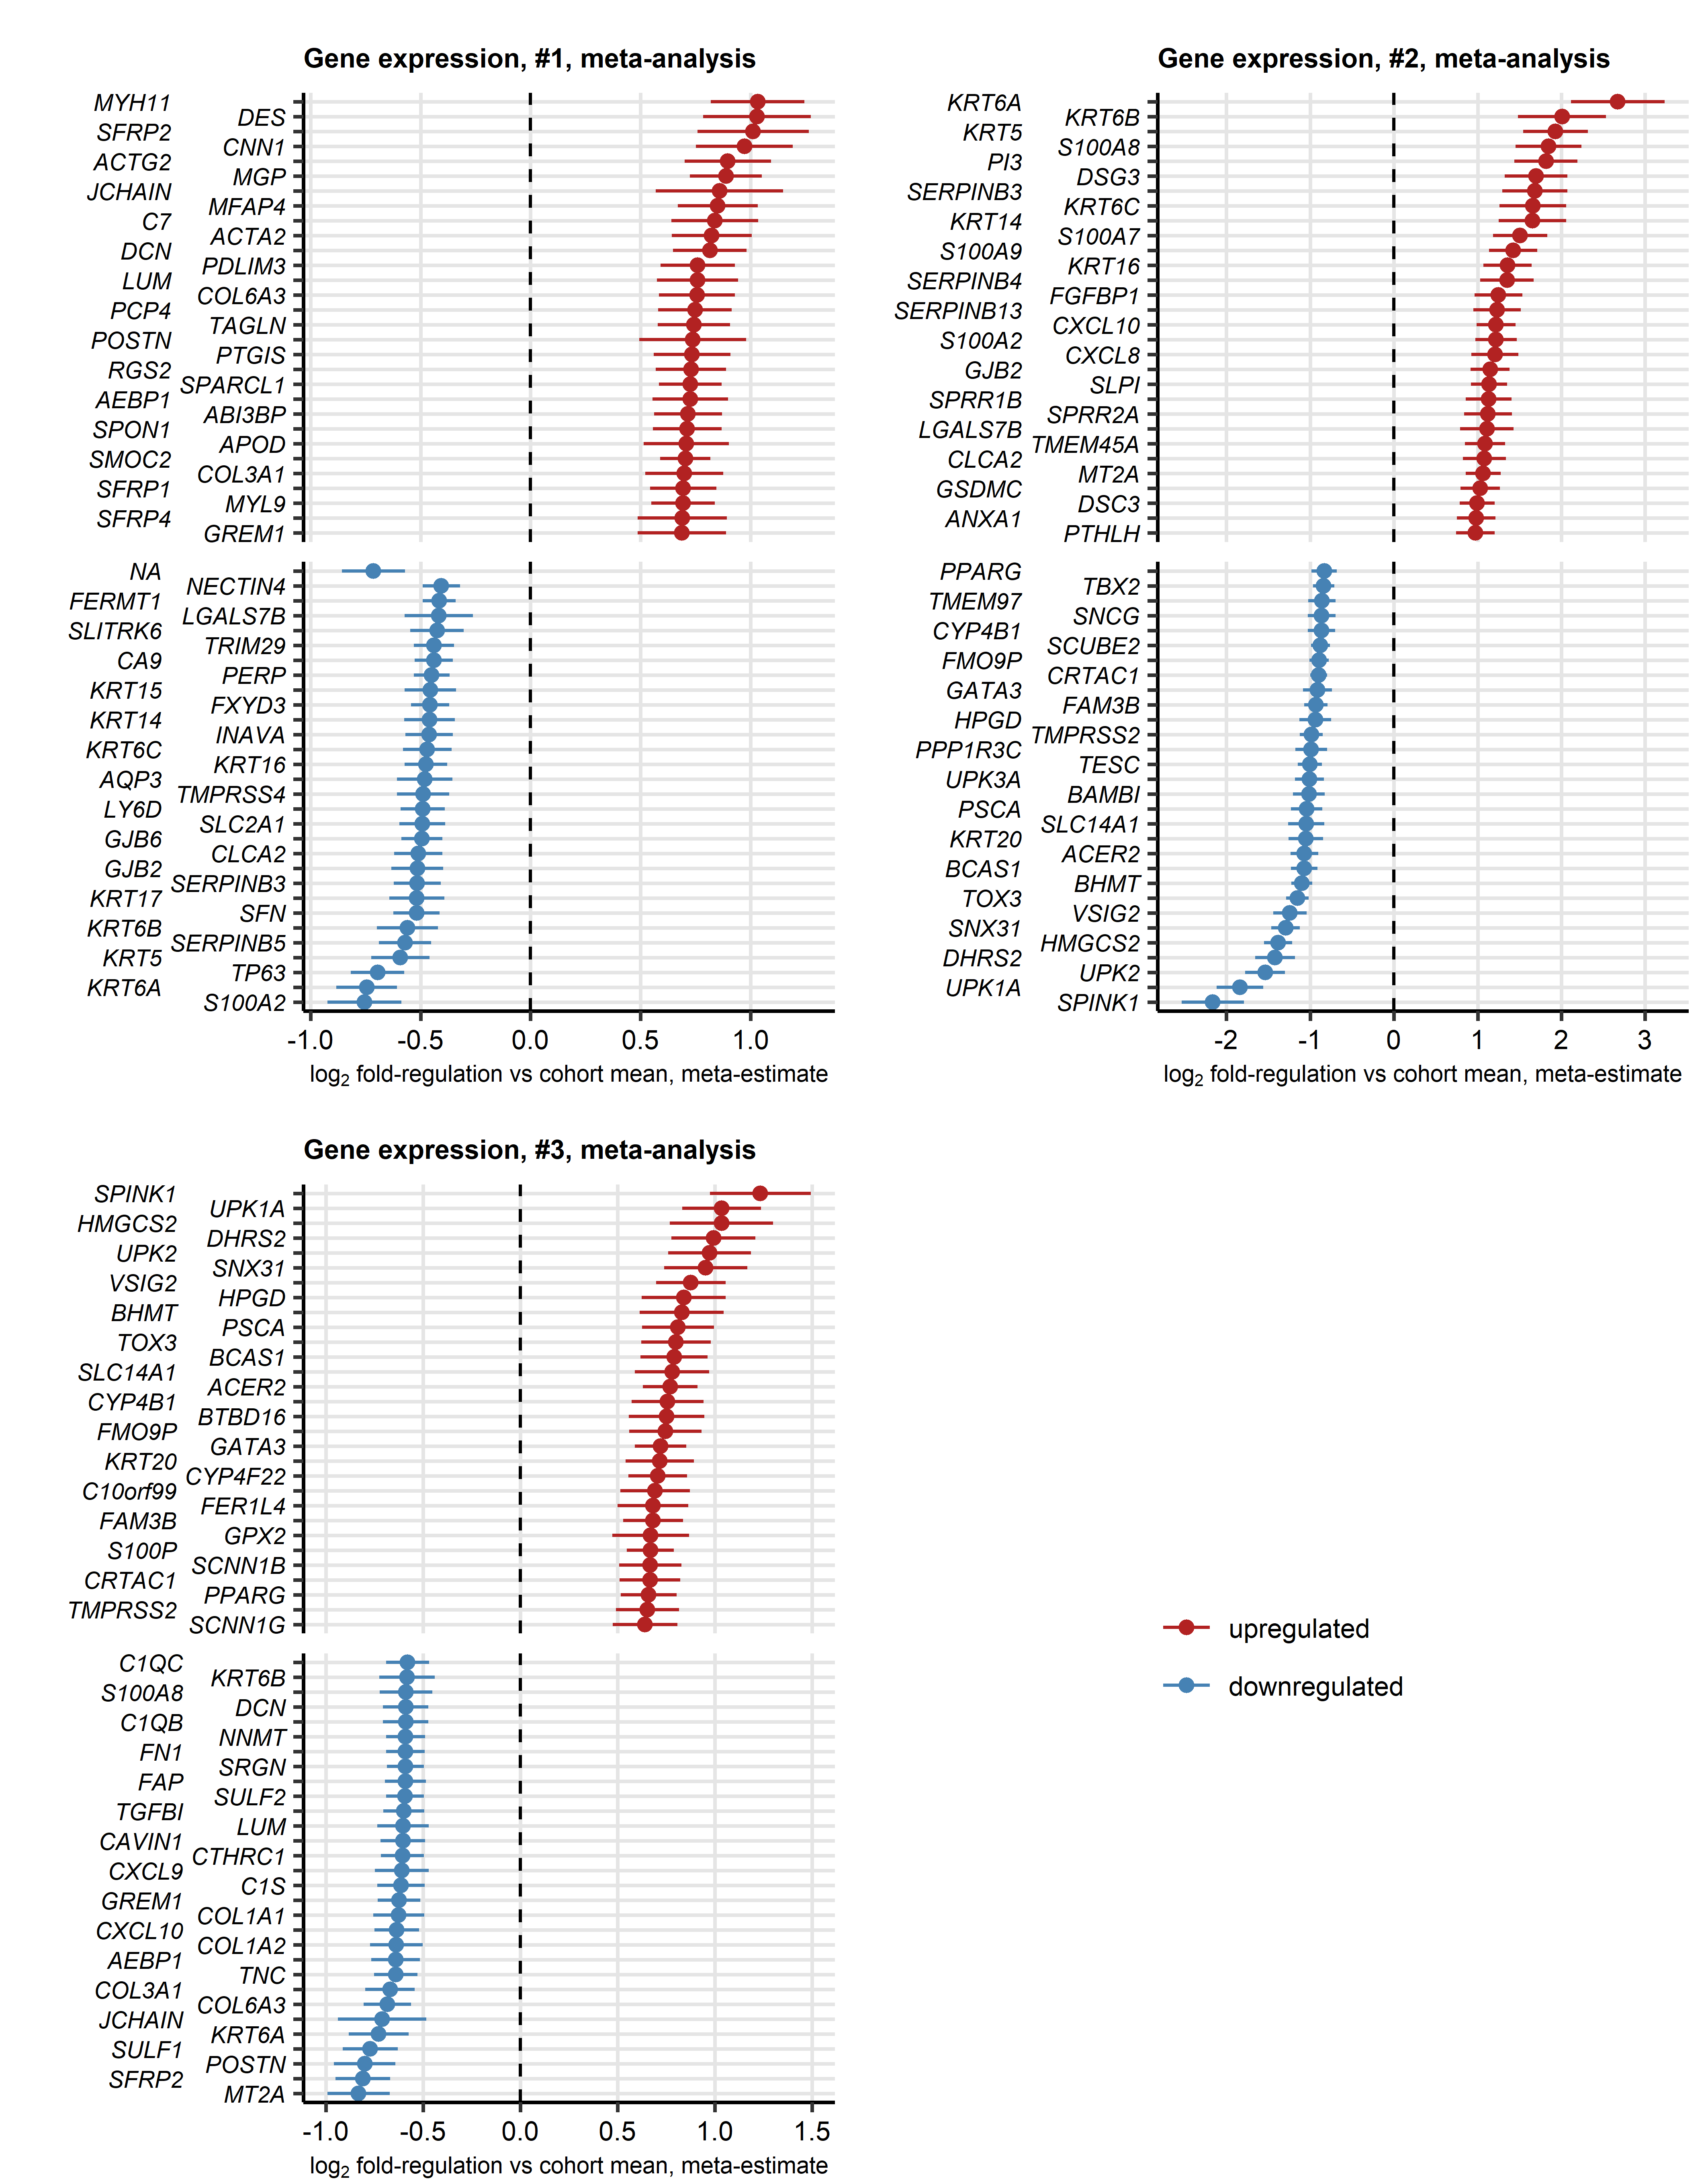 Gene expression, #1, meta-analysis
MYH11
DES
SFRP2
CNN1
ACTG2
MGP
JCHAIN
MFAP4
C7
ACTA2
DCN
PDLIM3
LUM
COL6A3
PCP4
TAGLN
POSTN
PTGIS
RGS2
SPARCL1
AEBP1
ABI3BP
SPON1
APOD
SMOC2
COL3A1
SFRP1
MYL9
SFRP4
GREM1
NA
NECTIN4
FERMT1
LGALS7B
SLITRK6
TRIM29
CA9
PERP
KRT15
FXYD3
KRT14
INAVA
KRT6C
KRT16
AQP3
TMPRSS4
LY6D
SLC2A1
GJB6
CLCA2
GJB2
SERPINB3
KRT17
SFN
KRT6B
SERPINB5
KRT5
TP63
KRT6A
S100A2
-1.0 -0.5 0.0 0.5 1.0
log2 fold-regulation vs cohort mean, meta-estimate
Gene expression, #2, meta-analysis
KRT6A
KRT6B
KRT5
S100A8
PI3
DSG3
SERPINB3
KRT6C
KRT14
S100A7
S100A9
KRT16
SERPINB4
FGFBP1
SERPINB13
CXCL10
S100A2
CXCL8
GJB2
SLPI
SPRR1B
SPRR2A
LGALS7B
TMEM45A
CLCA2
MT2A
GSDMC
DSC3
ANXA1
PTHLH
PPARG
TBX2
TMEM97
SNCG
CYP4B1
SCUBE2
FMO9P
CRTAC1
GATA3
FAM3B
HPGD
TMPRSS2
PPP1R3C
TESC
UPK3A
BAMBI
PSCA
SLC14A1
KRT20
ACER2
BCAS1
BHMT
TOX3
VSIG2
SNX31
HMGCS2
DHRS2
UPK2
UPK1A
SPINK1
-2 -1 0 1 2 3
log2 fold-regulation vs cohort mean, meta-estimate
Gene expression, #3, meta-analysis
SPINK1
UPK1A
HMGCS2
DHRS2
UPK2
SNX31
VSIG2
HPGD
BHMT
PSCA
TOX3
BCAS1
SLC14A1
ACER2
CYP4B1
BTBD16
FMO9P
GATA3
KRT20
CYP4F22
C10orf99
FER1L4
FAM3B
GPX2
S100P
SCNN1B
CRTAC1
PPARG
TMPRSS2
SCNN1G
C1QC
KRT6B
S100A8
DCN
C1QB
NNMT
FN1
SRGN
FAP
SULF2
TGFBI
LUM
CAVIN1
CTHRC1
CXCL9
C1S
GREM1
COL1A1
CXCL10
COL1A2
AEBP1
TNC
COL3A1
COL6A3
JCHAIN
KRT6A
SULF1
POSTN
SFRP2
MT2A
-1.0 -0.5 0.0 0.5 1.0 1.5
log2 fold-regulation vs cohort mean, meta-estimate
upregulated
downregulated